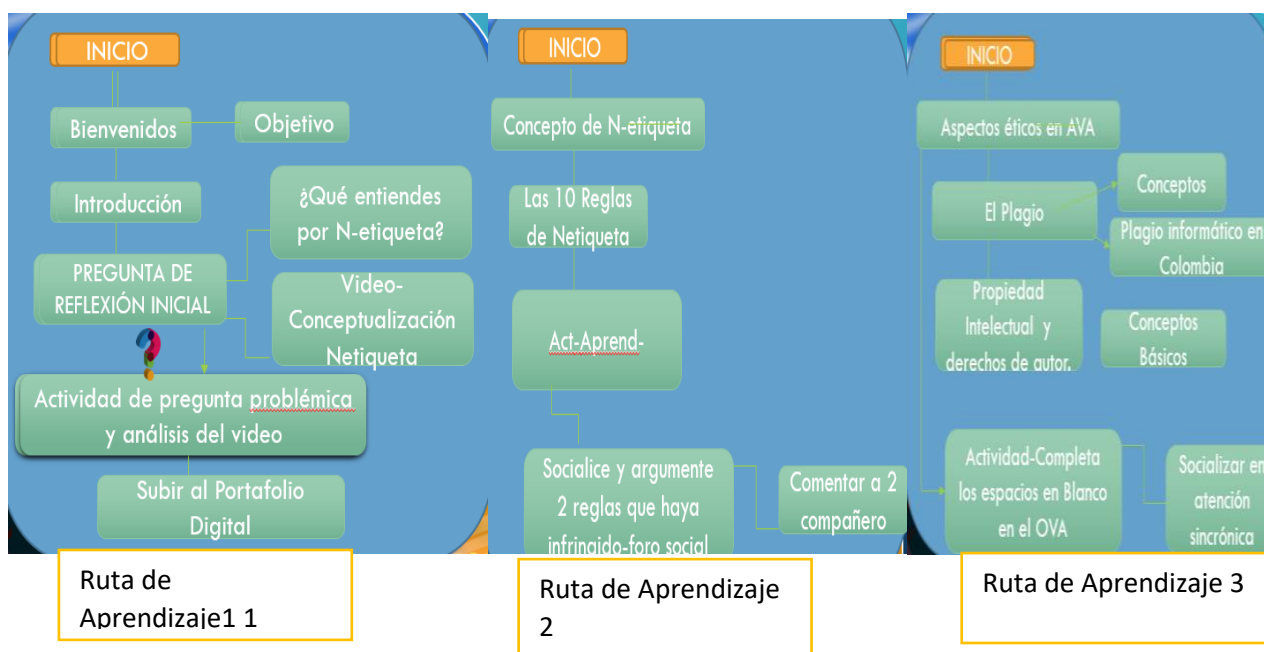 INICIO
Bienvenidos
Objetivo
Introducción
¿Qué entiendes
por N-etiqueta?
PREGUNTA DE
REFLEXIÓN INICIAL
Video-
Conceptualización
Netiqueta
Actividad de pregunta problémica
y análisis del video
Subir al Portafolio
Digital
Ruta de
Aprendizaje1 1
INICIO
Concepto de N-etiqueta
Las 10 Reglas
de Netiqueta
Act-Aprend-
Socialice y argumente
2 reglas que haya
infringido-foro social
Comentar a 2
compañero
Ruta de Aprendizaje
2
INICIO
Aspectos éticos en AVA
El Plagio
Conceptos
Plagio informático en
Colombia
Propiedad
Intelectual y
derechos de autor.
Conceptos
Básicos
Actividad-Completa
los espacios en Blanco
en el OVA
Socializar en
atención
sincrónica
Ruta de Aprendizaje 3